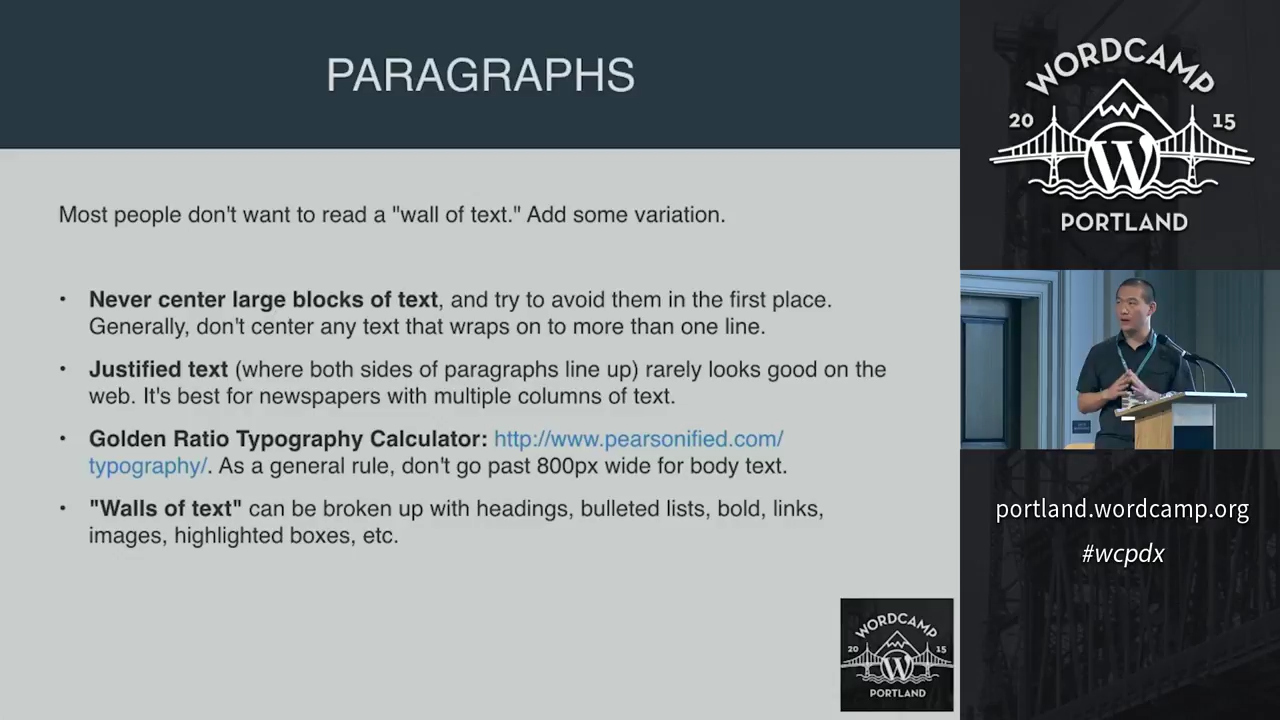 PARAGRAPHS
Most people don't want to read a "wall of text." Add some variation.
• Never center large blocks of text, and try to avoid them in the first place.
Generally, don't center any text that wraps on to more than one line.
• Justified text (where both sides of paragraphs line up) rarely looks good on the
web. It's best for newspapers with multiple columns of text.
• Golden Ratio Typography Calculator: http://www.pearsonified.com/
typography/. As a general rule, don't go past 800px wide for body text.
• "Walls of text" can be broken up with headings, bulleted lists, bold, links,
images, highlighted boxes, etc.
WORDCAMP
20 15
W
PORTLAND
WORDCAMP
20 15
W
PORTLAND
portland.wordcamp.org
#wcpdx